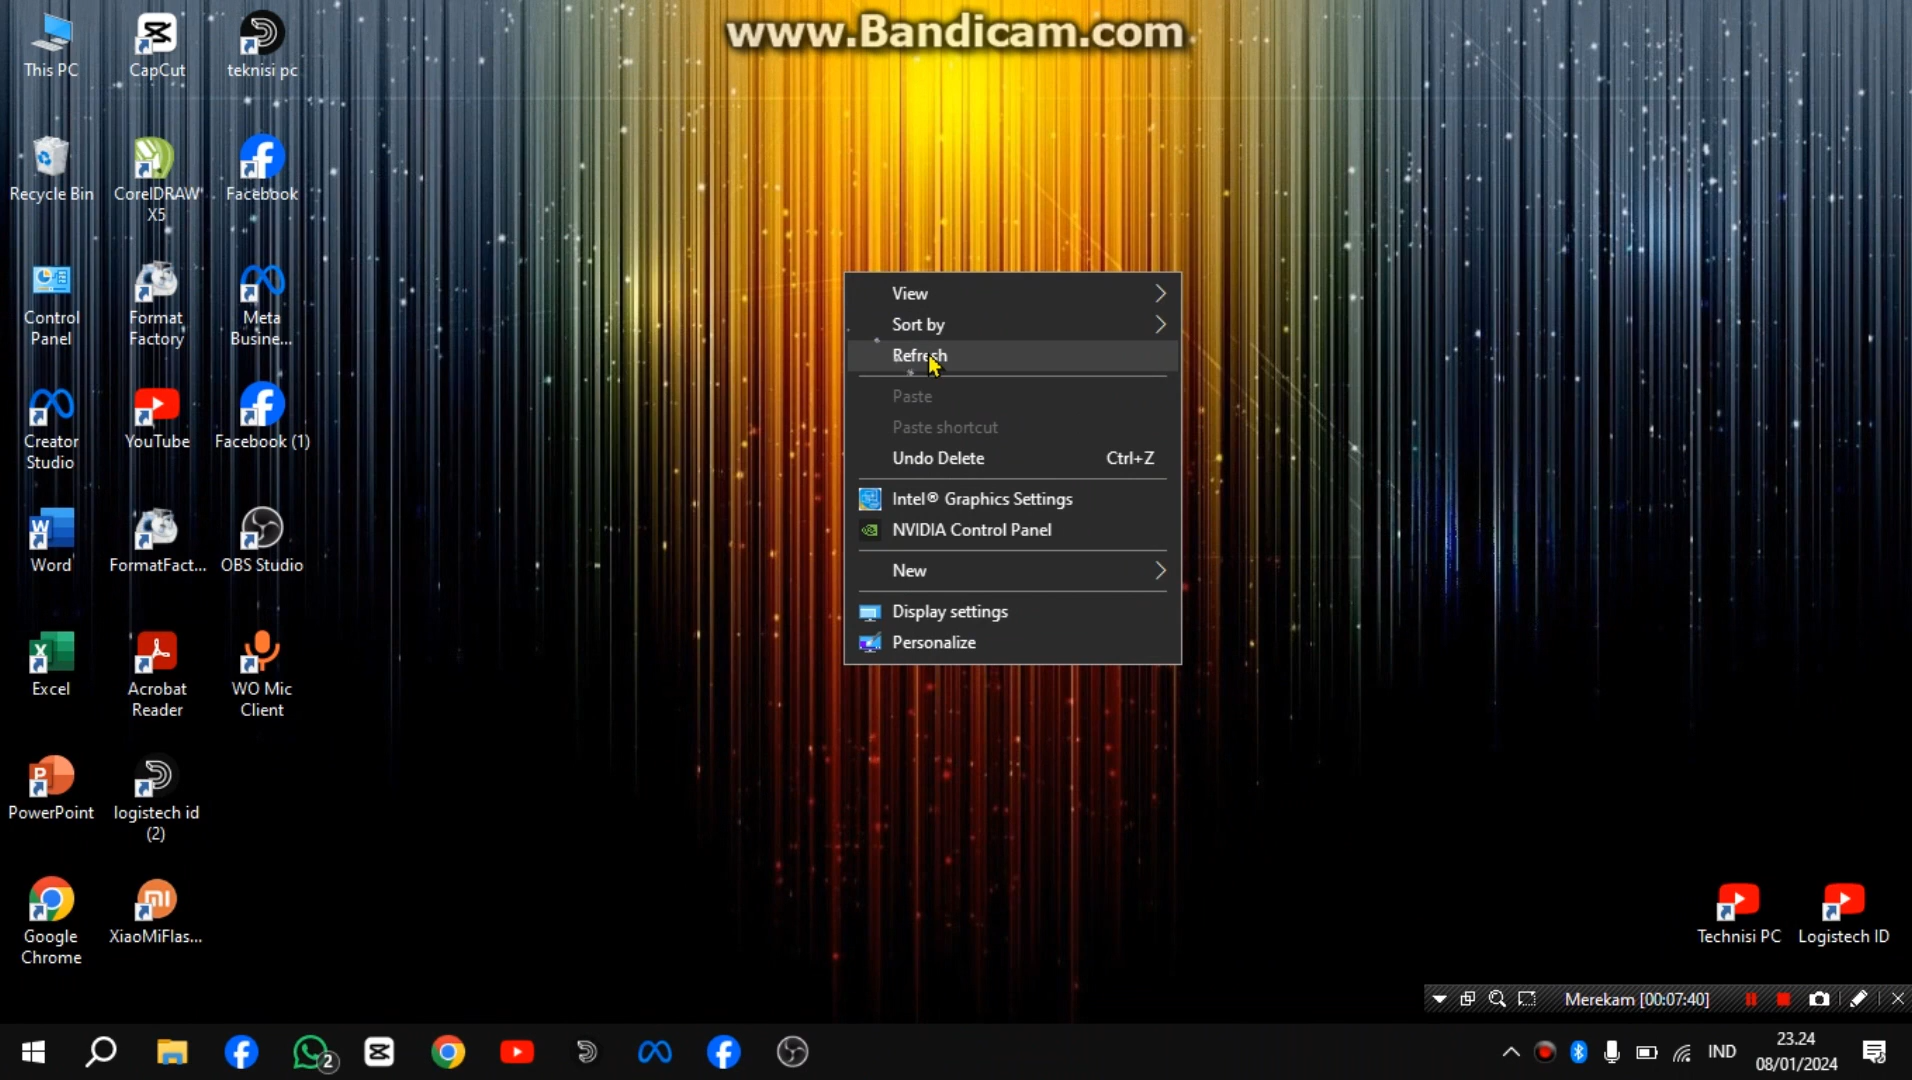 www.Bandicam.com
This PC
CapCut
teknisi pc
Recycle Bin
CorelDRAW
X5
Facebook
Control
Panel
Format
Factory
Meta
Busine...
Creator
Studio
YouTube
Facebook (1)
Word
FormatFact...
OBS Studio
Excel
Acrobat
Reader
WO Mic
Client
PowerPoint
logistech id
(2)
Google
Chrome
XiaoMiFlas...
View
Sort by
Refresh
Paste
Paste shortcut
Undo Delete Ctrl+Z
Intel® Graphics Settings
NVIDIA Control Panel
New
Display settings
Personalize
Technisi PC
Logistech ID
Merekam [00:07:40]
2
IND
23.24
08/01/2024